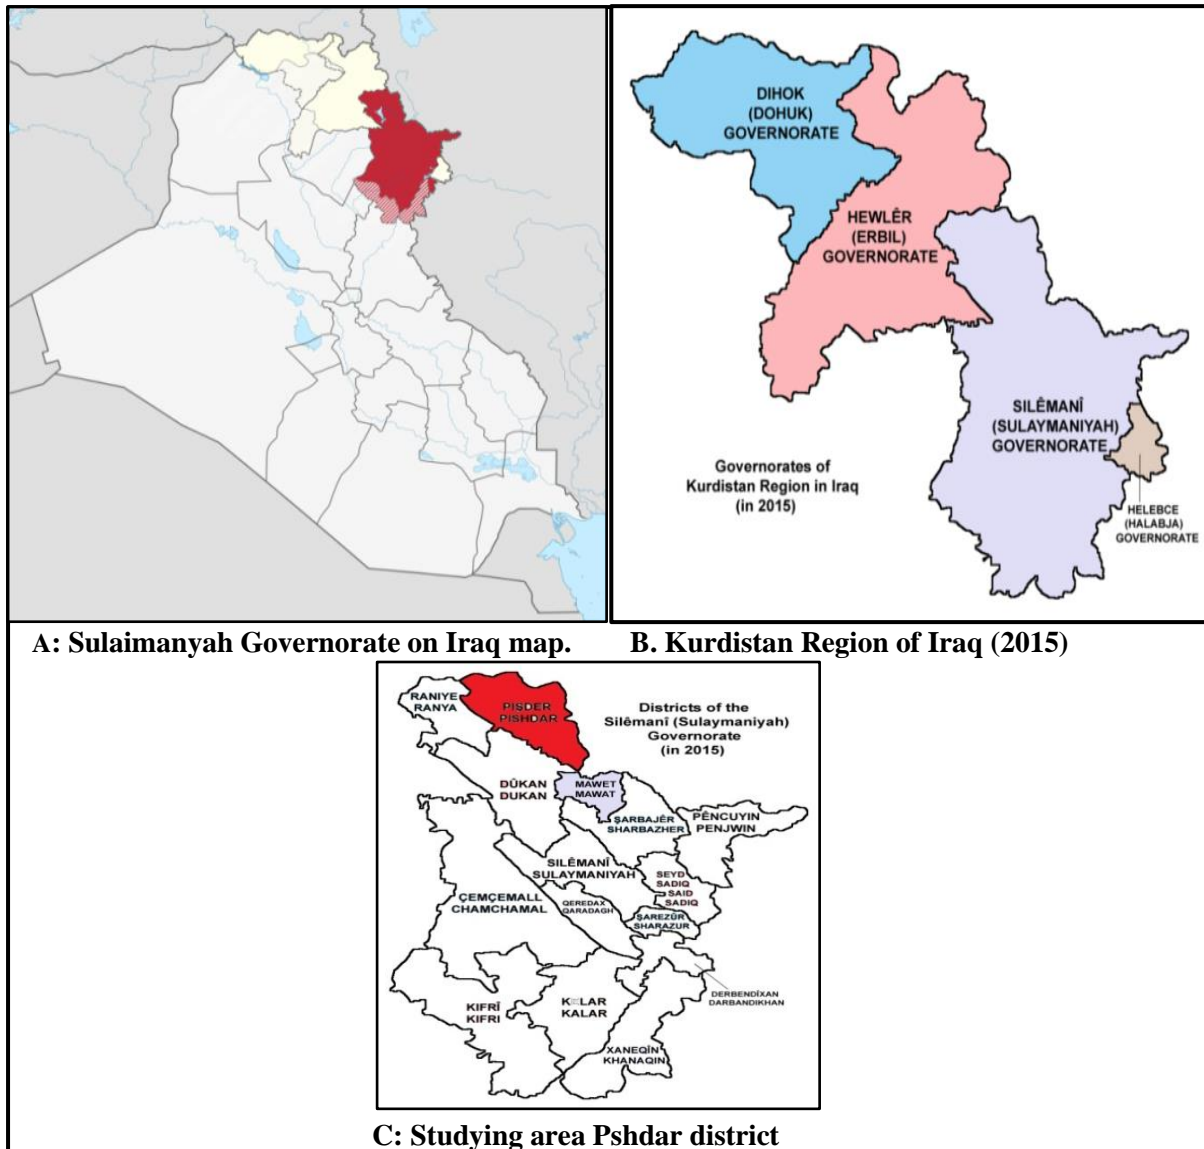 DIHOK
(DOHUK)
GOVERNORATE
HEWLÊR
(ERBIL)
GOVERNORATE
SILÊMANÎ
(SULAYMANIYAH)
GOVERNORATE
Governorates of
Kurdistan Region in Iraq
(in 2015)
HELEBCE
(HALABJA)
GOVERNORATE
A: Sulaimanyah Governorate on Iraq map.
B. Kurdistan Region of Iraq (2015)
RANIYE
RANYA
PIŞDER
PISHDAR
Districts of the
Silêmanî (Sulaymaniyah)
Governorate
(in 2015)
DÛKAN
DUKAN
MAWET
MAWAT
ŞARBAJÊR
SHARBAZHER
PÊNCUYIN
PENJWIN
SILÊMANÎ
SULAYMANIYAH
SEYD
SADIQ
SAID
SADIQ
ÇEMÇEMALL
CHAMCHAMAL
QEREDAX
QARADAGH
ŞAREZÛR
SHARAZUR
DERBENDÎXAN
DARBANDIKHAN
KIFRÎ
KIFRI
KELAR
KALAR
XANEQÎN
KHANAQIN
C: Studying area Pshdar district